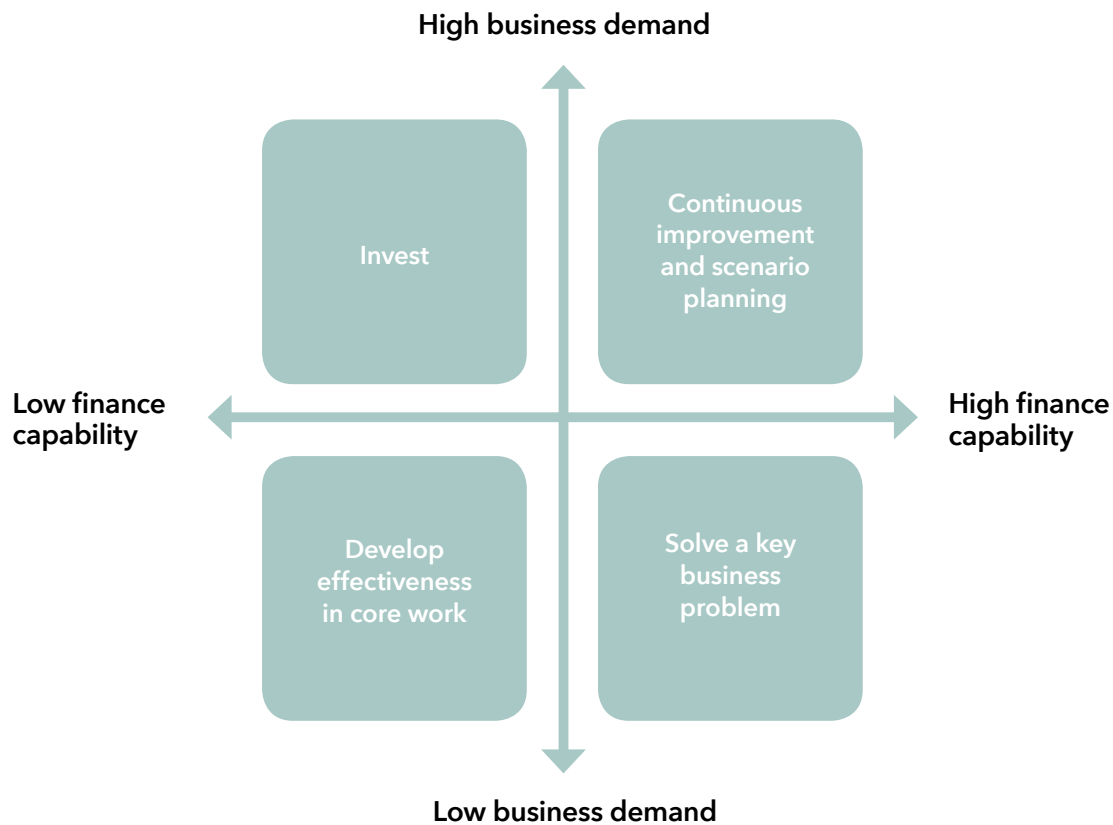 High business demand
Invest
Continuous
improvement
and scenario
planning
Low finance
capability
High finance
capability
Develop
effectiveness
in core work
Solve a key
business
problem
Low business demand